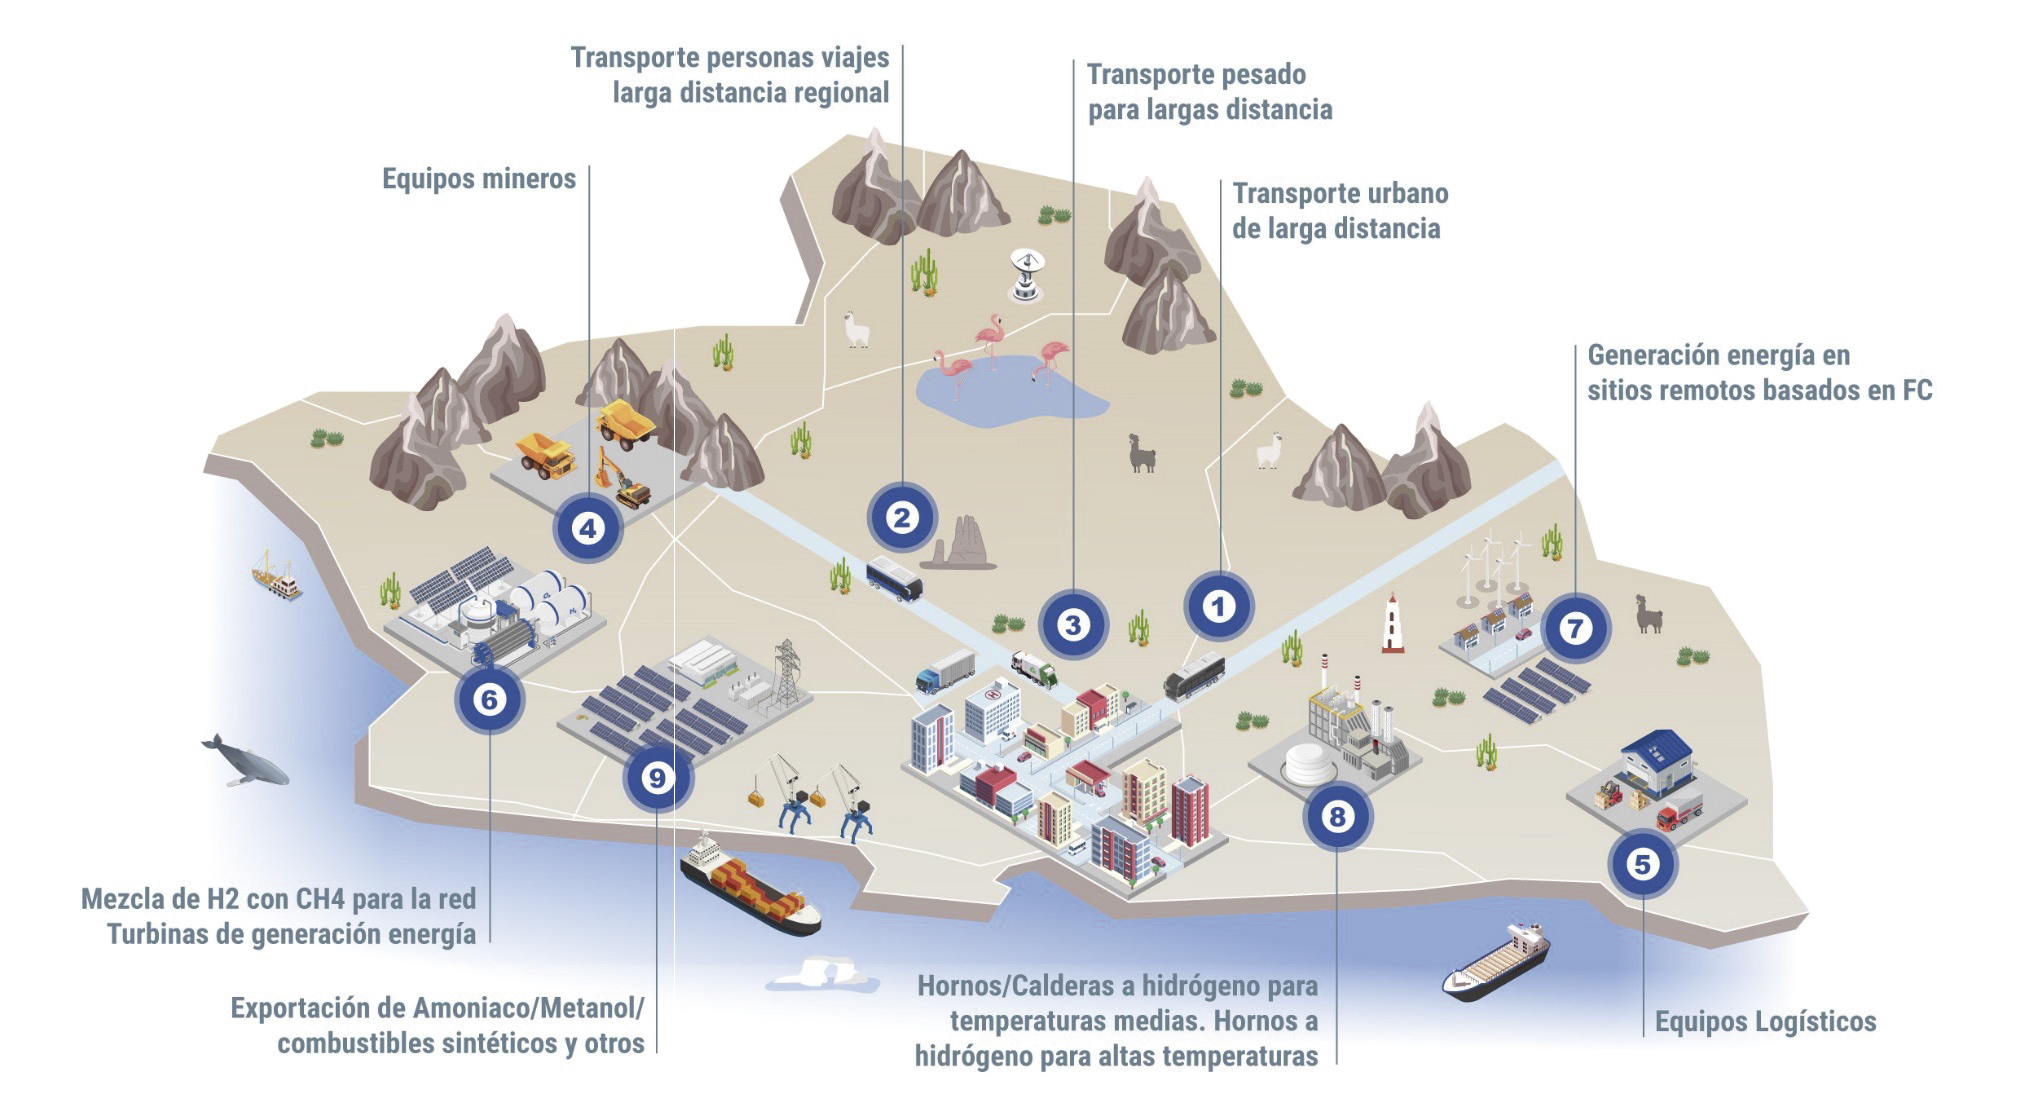 Transporte personas viajes
larga distancia regional
Transporte pesado
para largas distancia
Equipos mineros
Transporte urbano
de larga distancia
Generación energía en
sitios remotos basados en FC
2
4
1
3
7
6
9
8
5
O₂
H₂
H
Mezcla de H2 con CH4 para la red
Turbinas de generación energía
Exportación de Amoniaco/Metanol/
combustibles sintéticos y otros
Hornos/Calderas a hidrógeno para
temperaturas medias. Hornos a
hidrógeno para altas temperaturas
Equipos Logísticos